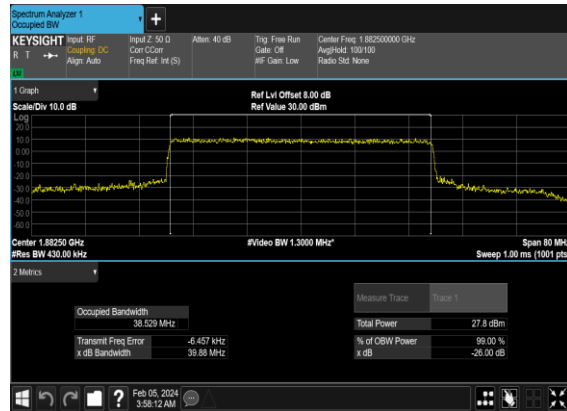 Spectrum Analyzer 1
Occupied BW
KEYSIGHT Input: RF Input Z: 50 Ω Atten: 40 dB Trig: Free Run Center Freq: 1.882500000 GHz
R T Coupling: DC Corr CCorr Gate: Off Avg|Hold: 100/100
Align: Auto Freq Ref: Int (S) #IF Gain: Low Radio Std: None
1 Graph
Ref Lvl Offset 8.00 dB
Scale/Div 10.0 dB Ref Value 30.00 dBm
Log
20.0
10.0
0.00
-10.0
-20.0
-30.0
-40.0
-50.0
-60.0
Center 1.88250 GHz #Video BW 1.3000 MHz* Span 80 MHz
#Res BW 430.00 kHz Sweep 1.00 ms (1001 pts
2 Metrics
Measure Trace Trace 1
Occupied Bandwidth
38.529 MHz Total Power 27.8 dBm
Transmit Freq Error -6.457 kHz % of OBW Power 99.00 %
x dB Bandwidth 39.88 MHz x dB -26.00 dB
Feb 05, 2024
3:58:12 AM